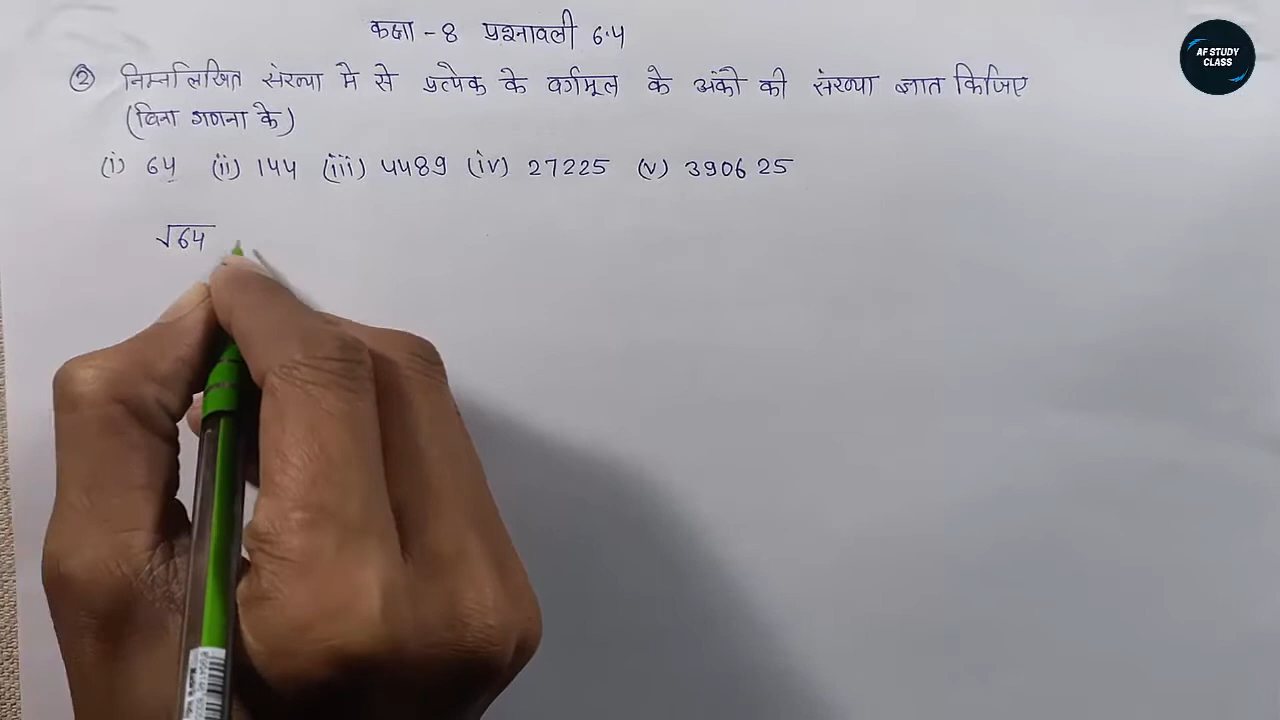 कक्षा - 8 प्रश्नावली 6.4
② निम्नलिखित संख्या मे से प्रत्येक के वर्गमूल के अंको की संख्या ज्ञात किजिए
(बिना गणना के)
(i) 64 (ii) 144 (iii) 4489 (iv) 27225 (v) 390625
√64
AF STUDY
CLASS